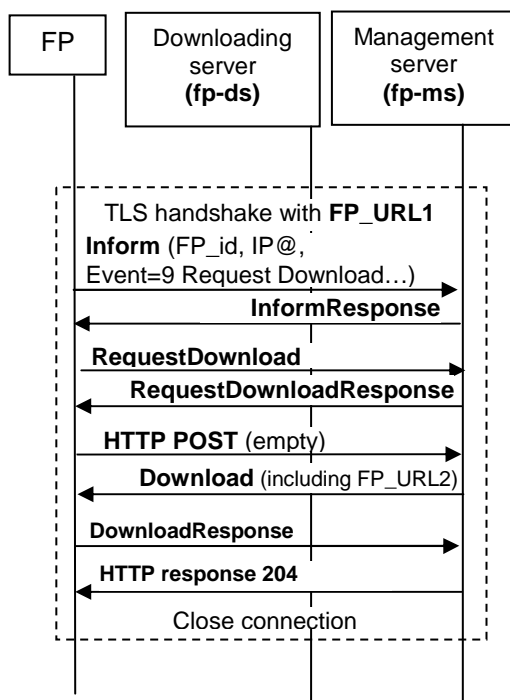 FP
Downloading
server
(fp-ds)
Management
server
(fp-ms)
TLS handshake with FP_URL1
Inform (FP_id, IP@,
Event=9 Request Download…)
InformResponse
RequestDownload
RequestDownloadResponse
HTTP POST (empty)
Download (including FP_URL2)
DownloadResponse
HTTP response 204
Close connection